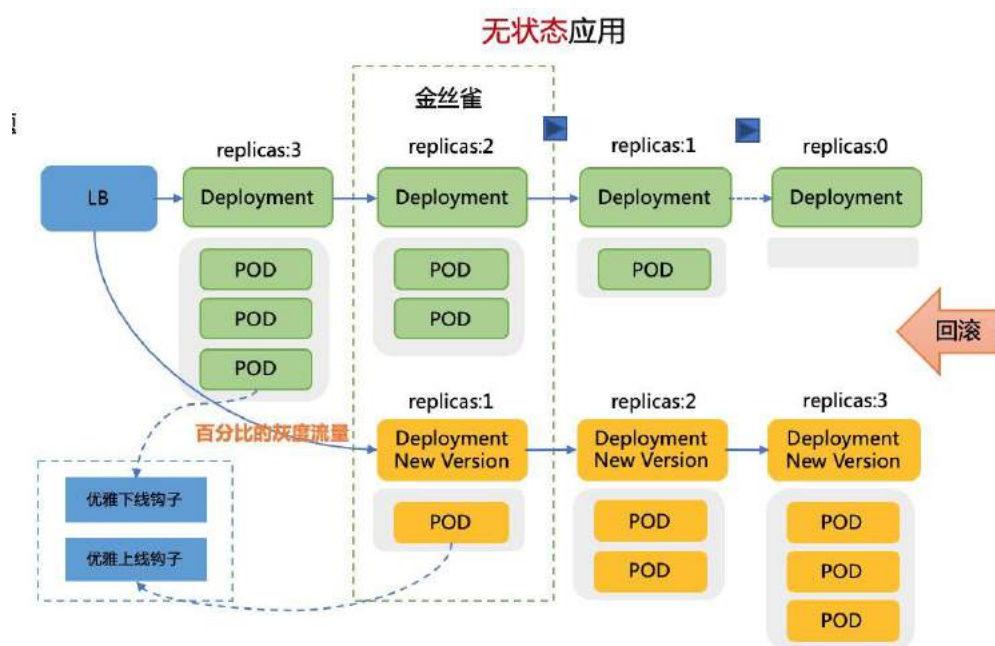 无状态应用
金丝雀
replicas:3
replicas:2
replicas:1
replicas:0
LB
Deployment
Deployment
Deployment
Deployment
POD
POD
POD
POD
POD
POD
回滚
百分比的灰度流量
replicas:1
replicas:2
replicas:3
Deployment
New Version
Deployment
New Version
Deployment
New Version
POD
POD
POD
POD
POD
POD
优雅下线钩子
优雅上线钩子